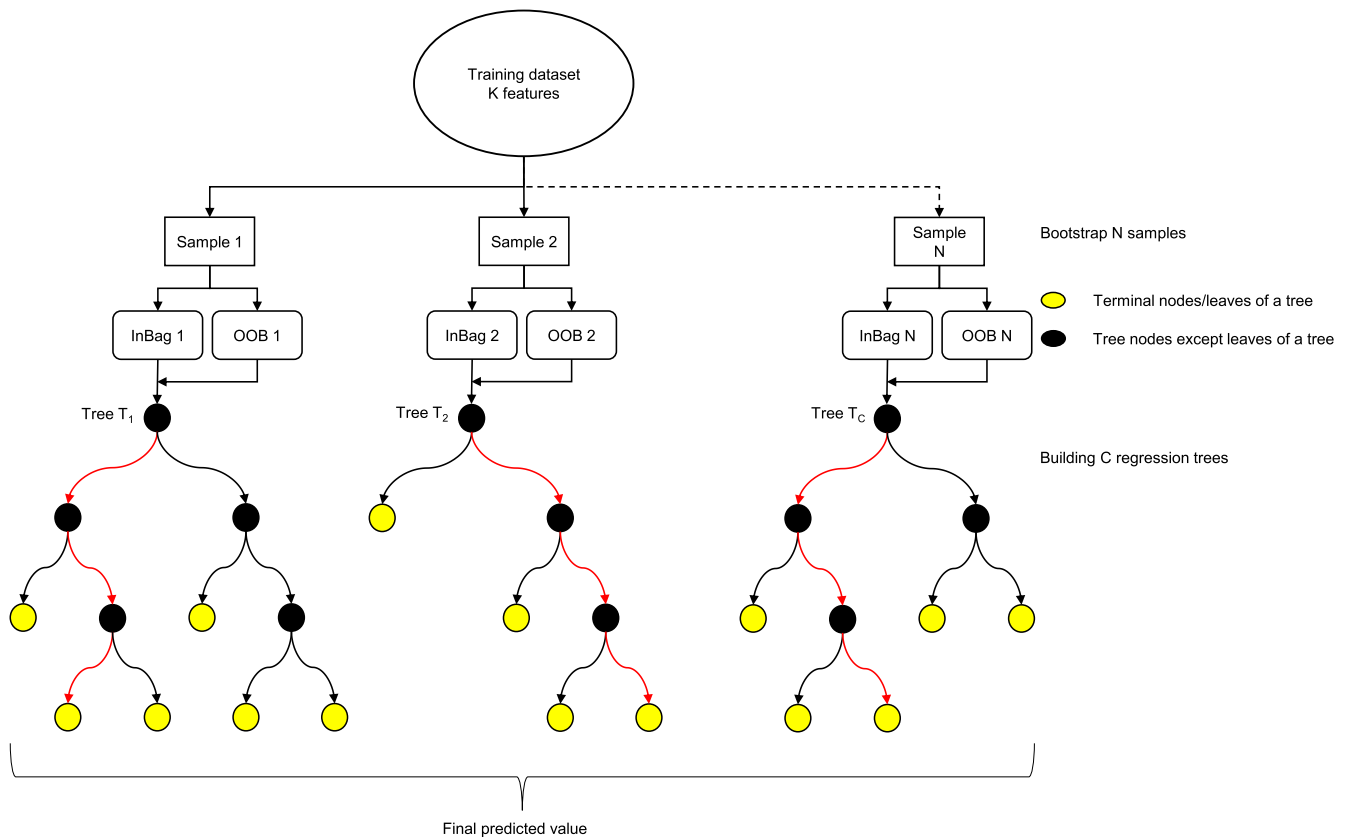 Training dataset
K features
Sample 1
Sample 2
Sample
N
Bootstrap N samples
Terminal nodes/leaves of a tree
InBag 1
OOB 1
InBag 2
OOB 2
InBag N
OOB N
Tree nodes except leaves of a tree
Tree T1
Tree T2
Tree TC
Building C regression trees
Final predicted value